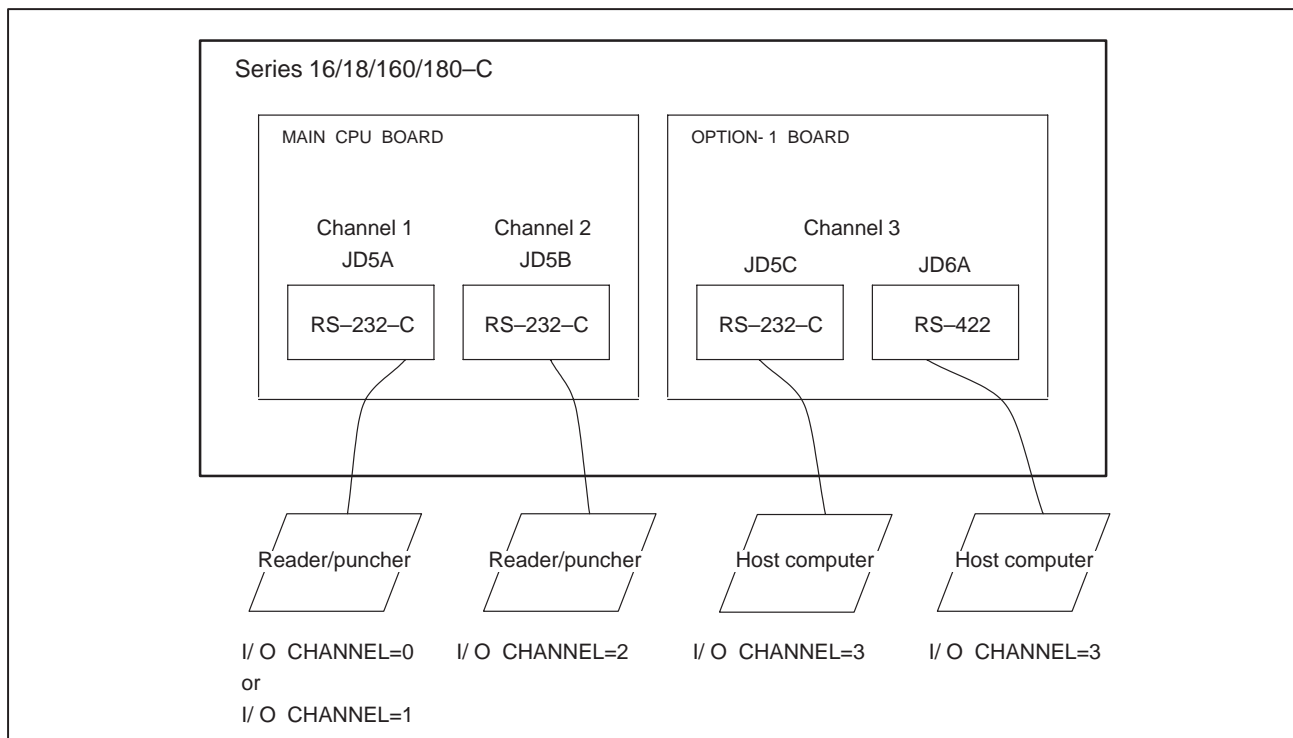 Series 16/18/160/180–C
MAIN CPU BOARD
OPTION- 1 BOARD
Channel 1
JD5A
Channel 2
JD5B
Channel 3
JD5C
JD6A
RS–232–C
RS–232–C
RS–232–C
RS–422
Reader/puncher
Reader/puncher
Host computer
Host computer
I/ O CHANNEL=0
or
I/ O CHANNEL=1
I/ O CHANNEL=2
I/ O CHANNEL=3
I/ O CHANNEL=3